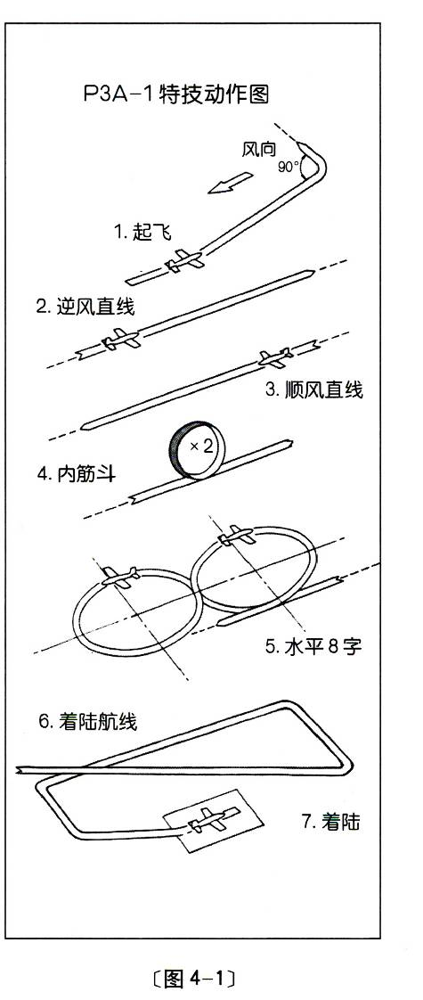 P3A-1特技动作图
风向
90°
1. 起飞
2. 逆风直线
3. 顺风直线
×2
4. 内筋斗
5. 水平8字
6. 着陆航线
7. 着陆
〔图 4-1〕